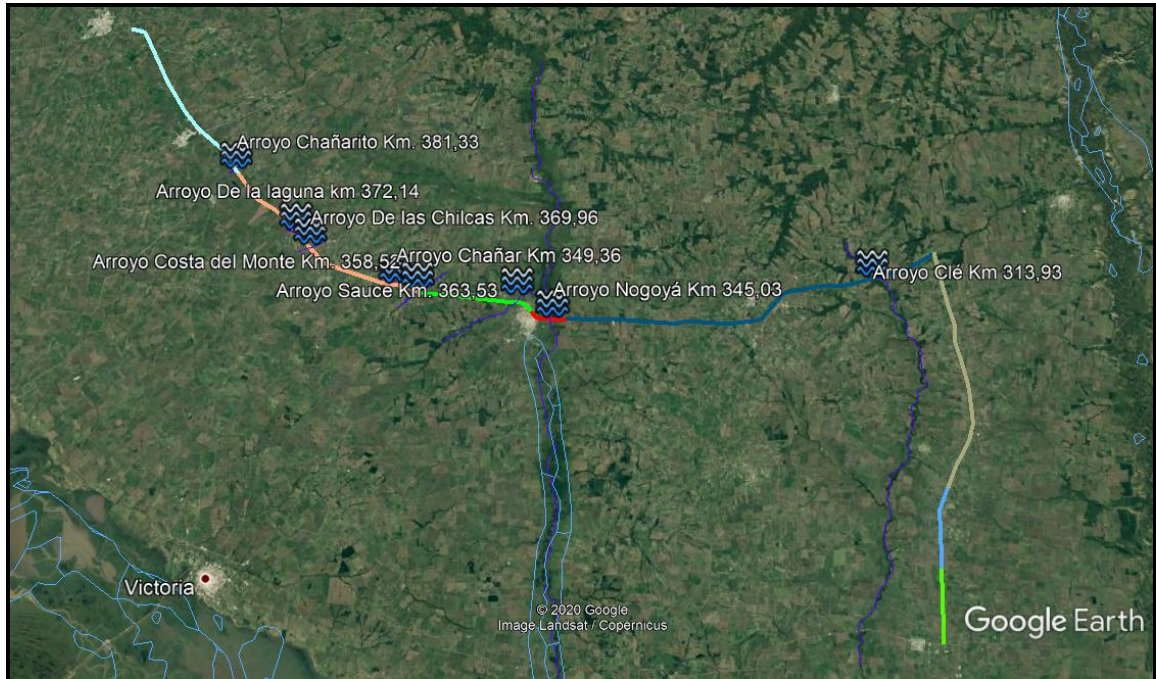 Arroyo Chañarito Km. 381,33
Arroyo De la laguna km 372,14
Arroyo De las Chilcas Km. 369,96
Arroyo Chañar Km 349,36
Arroyo Costa del Monte Km. 358,52
Arroyo Clé Km 313,93
Arroyo Sauce Km. 363,53
Arroyo Nogoyá Km 345,03
Victoria
© 2020 Google
Image Landsat / Copernicus
Google Earth